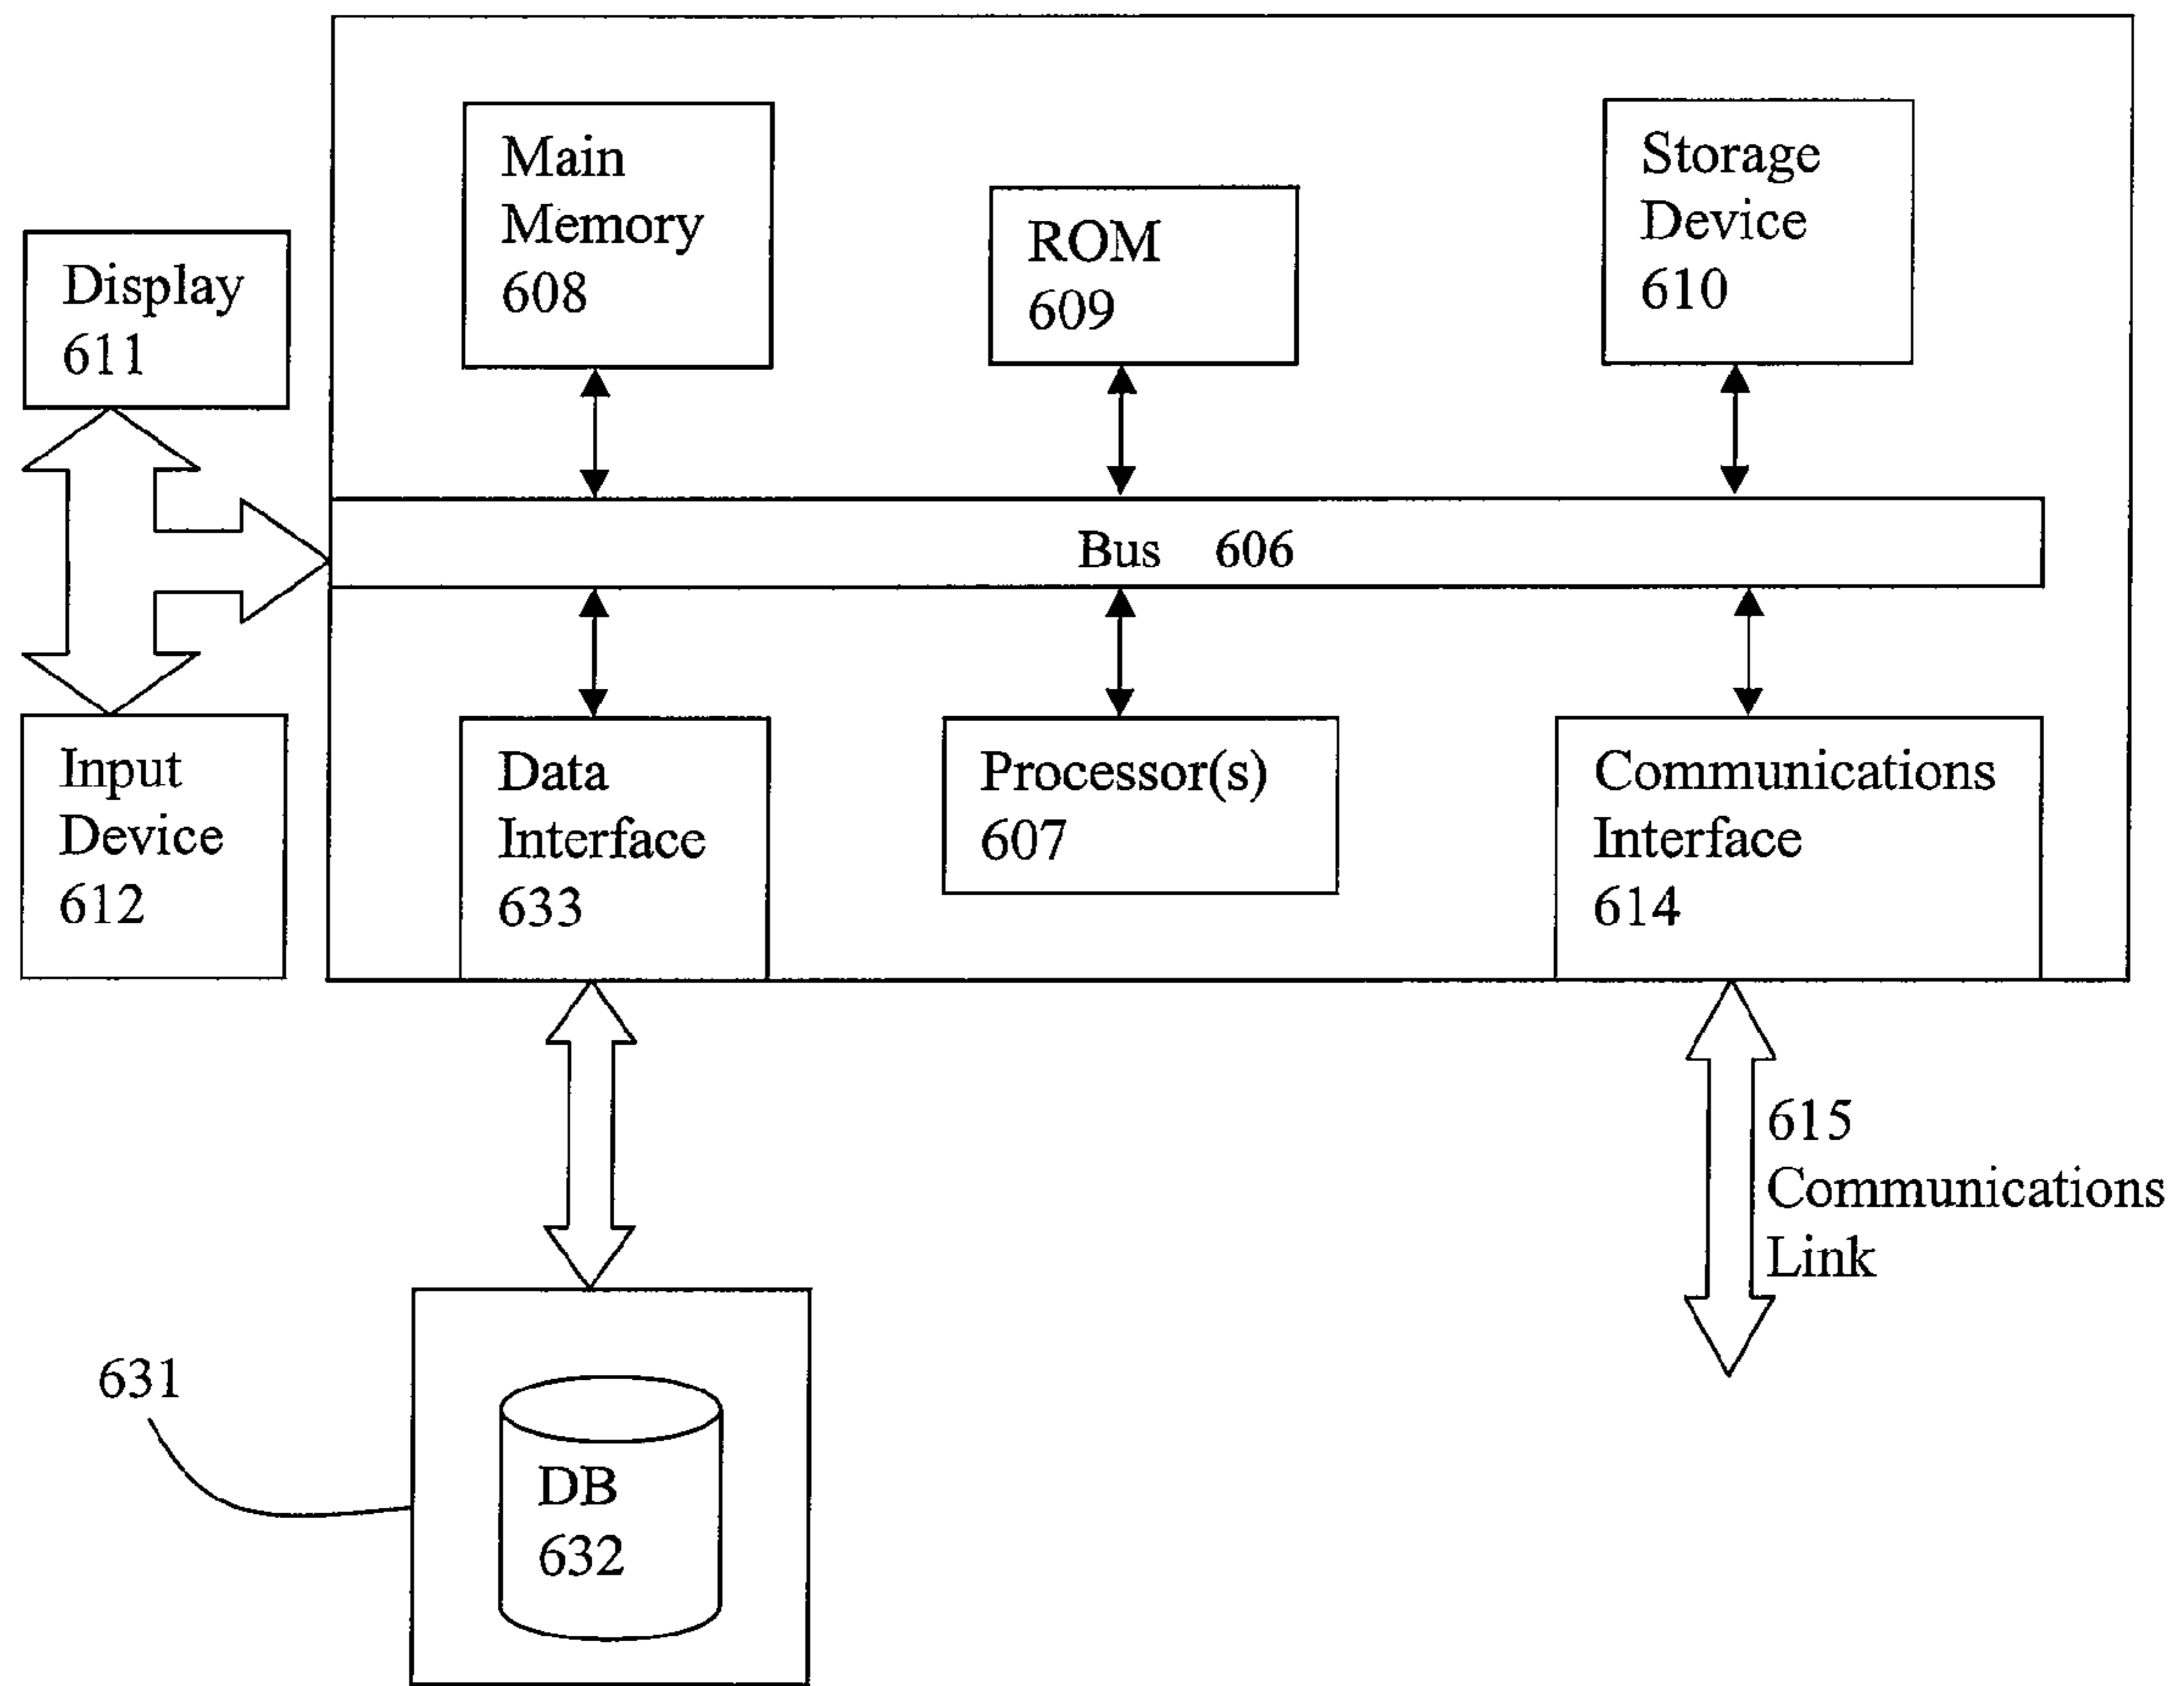 Main
Memory
608
ROM
609
Storage
Device
610
Display
611
Bus 606
Input
Device
612
Data
Interface
633
Processor(s)
607
Communications
Interface
614
615
Communications
Link
631
DB
632